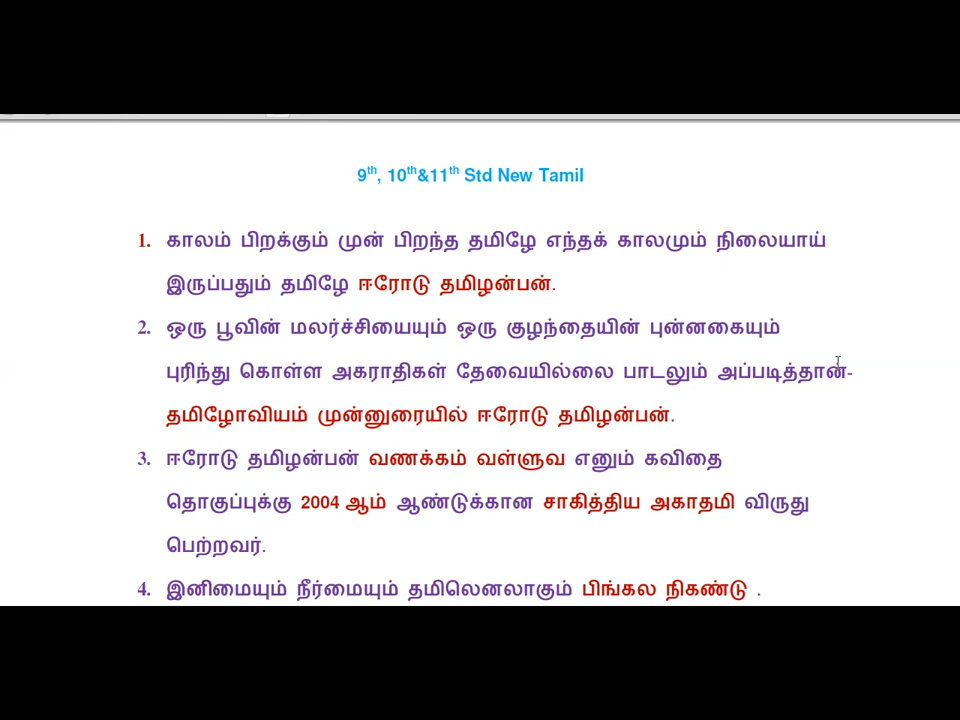 9th, 10th&11th Std New Tamil
1. காலம் பிறக்கும் முன் பிறந்த தமிழே எந்தக் காலமும் நிலையாய்
இருப்பதும் தமிழே ஈரோடு தமிழன்பன்.
2. ஒரு பூவின் மலர்ச்சியையும் ஒரு குழந்தையின் புன்னகையும்
புரிந்து கொள்ள அகராதிகள் தேவையில்லை பாடலும் அப்படித்தான்-
தமிழோவியம் முன்னுரையில் ஈரோடு தமிழன்பன்.
3. ஈரோடு தமிழன்பன் வணக்கம் வள்ளுவ எனும் கவிதை
தொகுப்புக்கு 2004 ஆம் ஆண்டுக்கான சாகித்திய அகாதமி விருது
பெற்றவர்.
4. இனிமையும் நீர்மையும் தமிலெனலாகும் பிங்கல நிகண்டு .